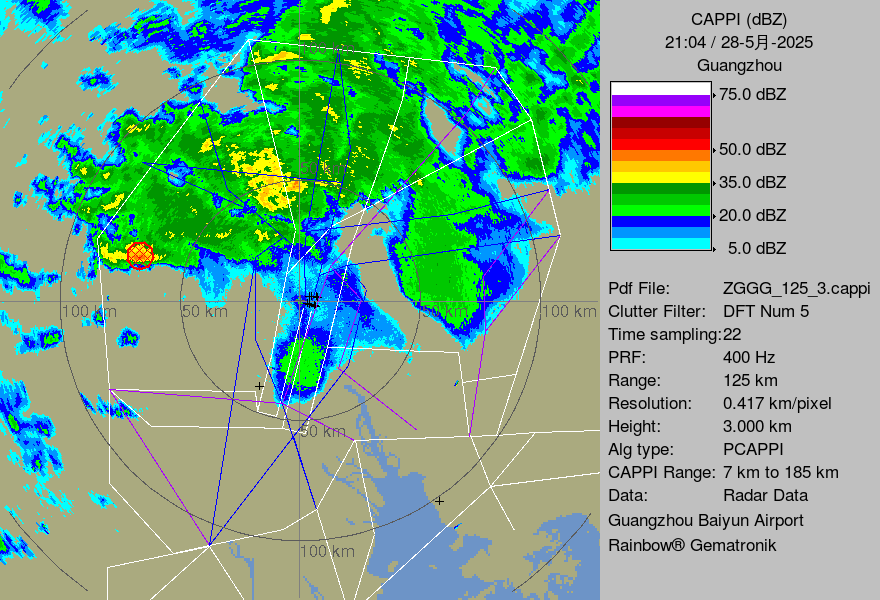 CAPPI (dBZ)
21:04 / 28-5月-2025
Guangzhou
75.0 dBZ
50.0 dBZ
35.0 dBZ
20.0 dBZ
5.0 dBZ
Pdf File: ZGGG_125_3.cappi
Clutter Filter: DFT Num 5
Time sampling:22
PRF: 400 Hz
Range: 125 km
Resolution: 0.417 km/pixel
Height: 3.000 km
Alg type: PCAPPI
CAPPI Range: 7 km to 185 km
Data: Radar Data
Guangzhou Baiyun Airport
Rainbow® Gematronik
100 km
50 km
50 km
100 km
50 km
100 km